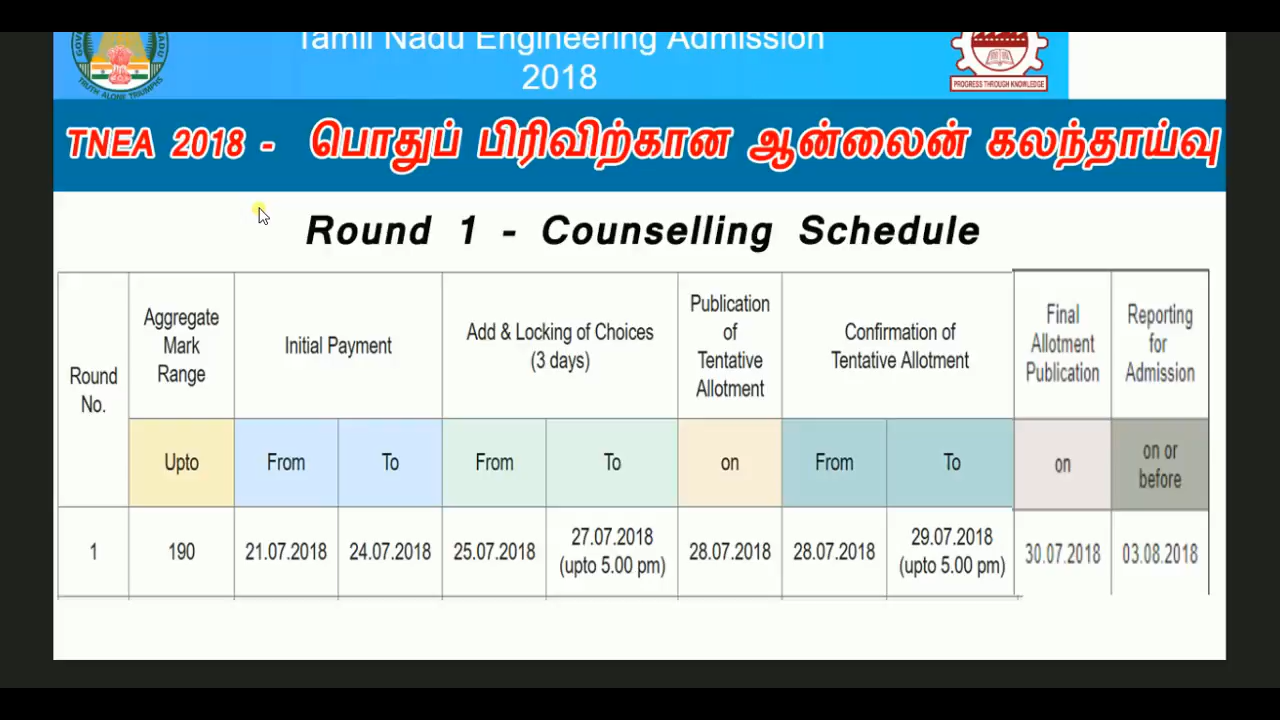 Tamil Nadu Engineering Admission
2018
TRUTH ALONE TRIUMPHS
PROGRESS THROUGH KNOWLEDGE
TNEA 2018 - பொதுப் பிரிவிற்கான ஆன்லைன் கலந்தாய்வு
Round 1 - Counselling Schedule
Round
No.
Aggregate
Mark
Range
Initial Payment
Add & Locking of Choices
(3 days)
Publication
of
Tentative
Allotment
Confirmation of
Tentative Allotment
Final
Allotment
Publication
Reporting
for
Admission
Upto
From
To
From
To
on
From
To
on
on or
before
1
190
21.07.2018
24.07.2018
25.07.2018
27.07.2018
(upto 5.00 pm)
28.07.2018
28.07.2018
29.07.2018
(upto 5.00 pm)
30.07.2018
03.08.2018